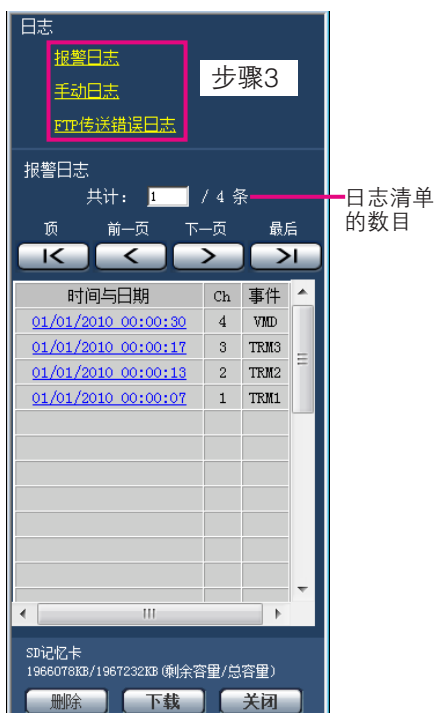 日志
报警日志
手动日志
FTP传送错误日志
步骤3
报警日志
共计： 1 / 4 条
日志清单
的数目
顶 前一页 下一页 最后
时间与日期 Ch 事件
01/01/2010 00:00:30 4 VMD
01/01/2010 00:00:17 3 TRM3
01/01/2010 00:00:13 2 TRM2
01/01/2010 00:00:07 1 TRM1
SD记忆卡
1966078KB/1967232KB(剩余容量/总容量)
删除 下载 关闭